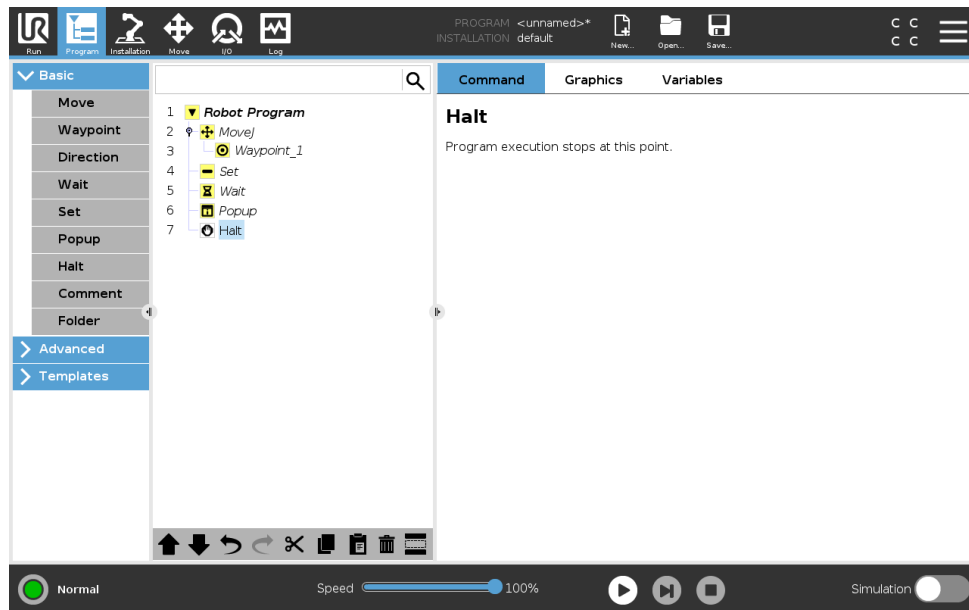 PROGRAM <unnamed>*
INSTALLATION default
C C
C C
Run
Program
Installation
Move
I/O
Log
New...
Open...
Save...
Basic
Move
Waypoint
Direction
Wait
Set
Popup
Halt
Comment
Folder
Advanced
Templates
1 Robot Program
2 MoveJ
3 Waypoint_1
4 Set
5 Wait
6 Popup
7 Halt
Command Graphics Variables
Halt
Program execution stops at this point.
Normal
Speed 100%
Simulation